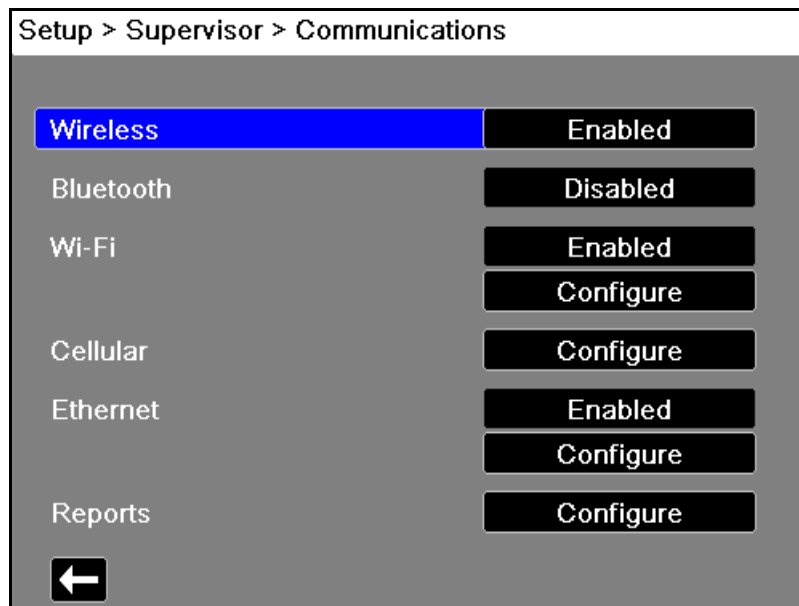 Setup > Supervisor > Communications
Wireless Enabled
Bluetooth Disabled
Wi-Fi Enabled
Configure
Cellular Configure
Ethernet Enabled
Configure
Reports Configure